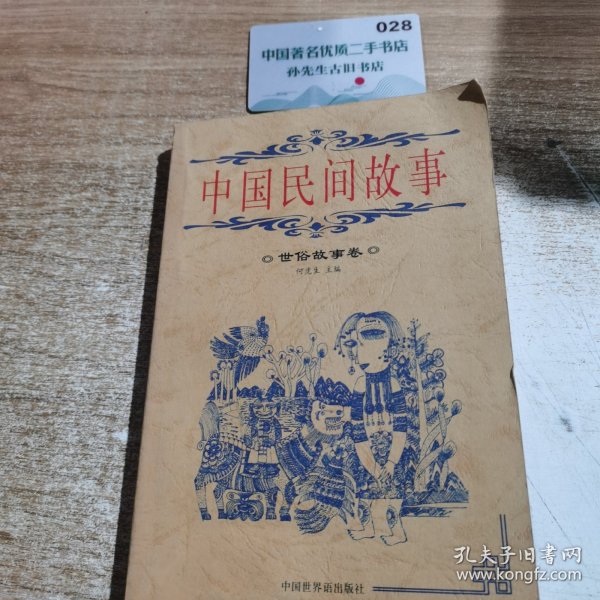 028
中国著名优质二手书店
孙先生古旧书店
中国民间故事
◎世俗故事卷◎
何虎生 主编
中国世界语出版社
孔夫子旧书网
www.kongfz.com